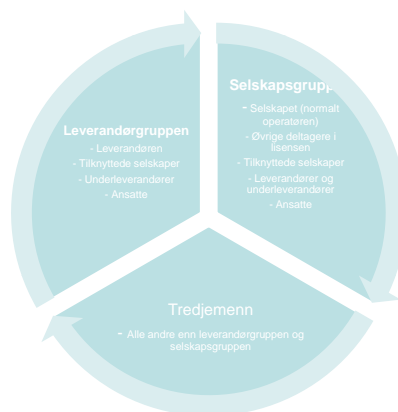 Leverandørgruppen
- Leverandøren
- Tilknyttede selskaper
- Underleverandører
- Ansatte
Selskapsgrupp
- Selskapet (normalt
operatøren)
- Øvrige deltagere i
lisensen
- Tilknyttede selskaper
- Leverandører og
underleverandører
- Ansatte
Tredjemenn
- Alle andre enn leverandørgruppen og
selskapsgruppen